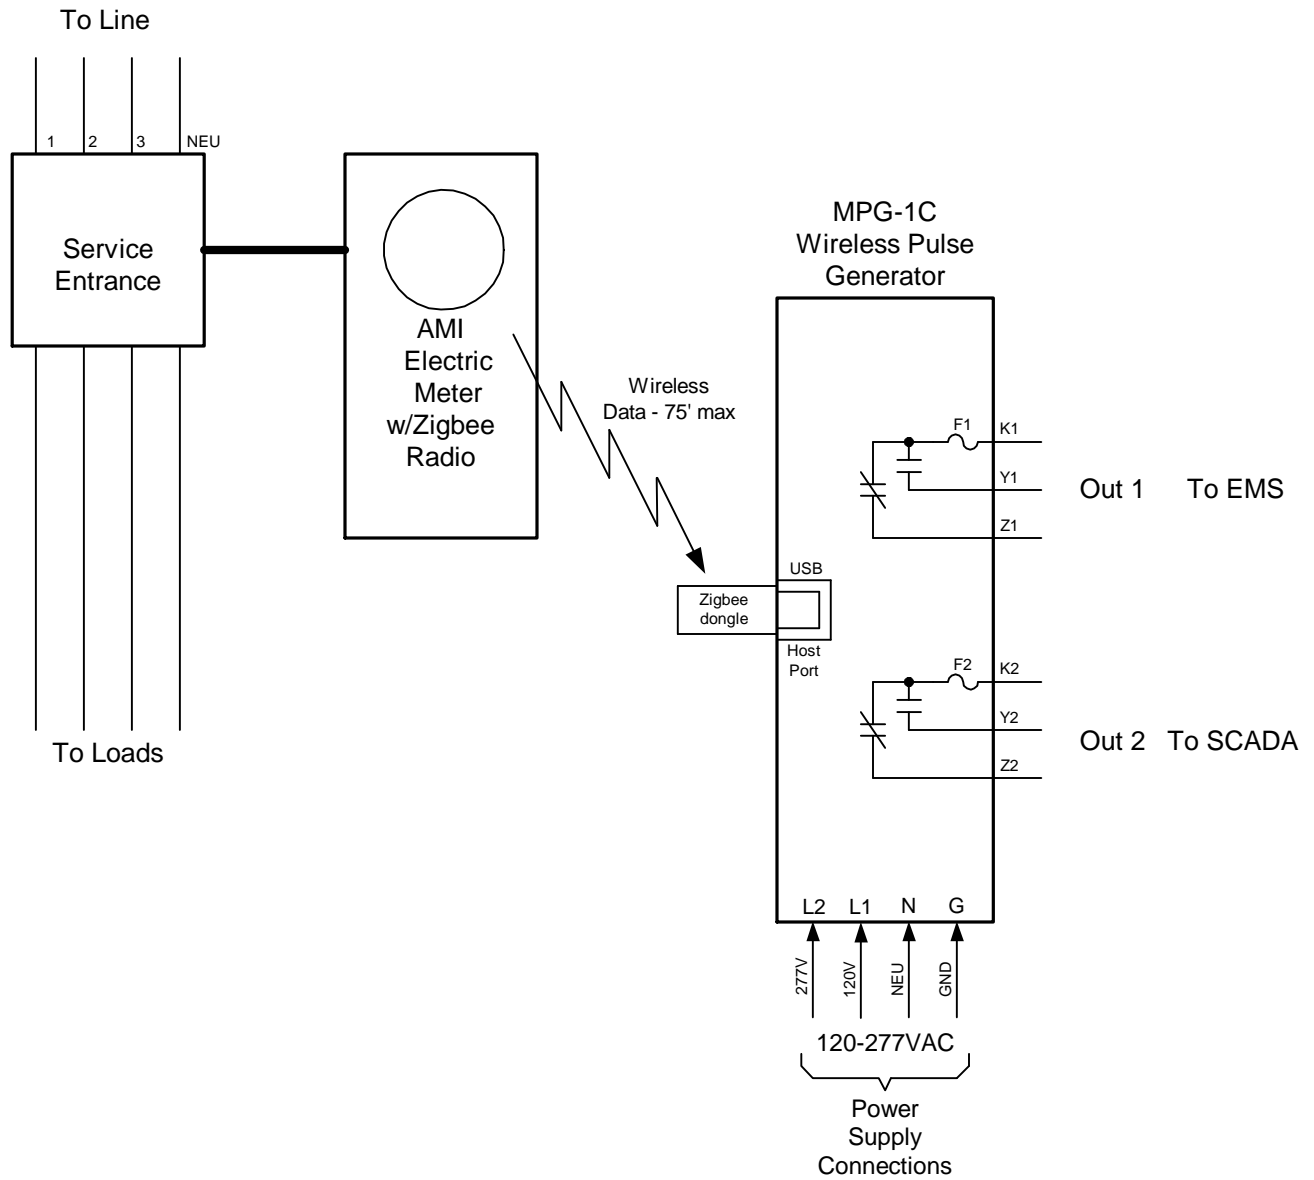 To Line
1
2
3
NEU
Service
Entrance
AMI
Electric
Meter
w/Zigbee
Radio
Wireless
Data - 75' max
MPG-1C
Wireless Pulse
Generator
F1
K1
Y1
Z1
Out 1
To EMS
USB
Zigbee
dongle
Host
Port
F2
K2
Y2
Z2
Out 2
To SCADA
To Loads
L2
L1
N
G
277V
120V
NEU
GND
120-277VAC
Power
Supply
Connections